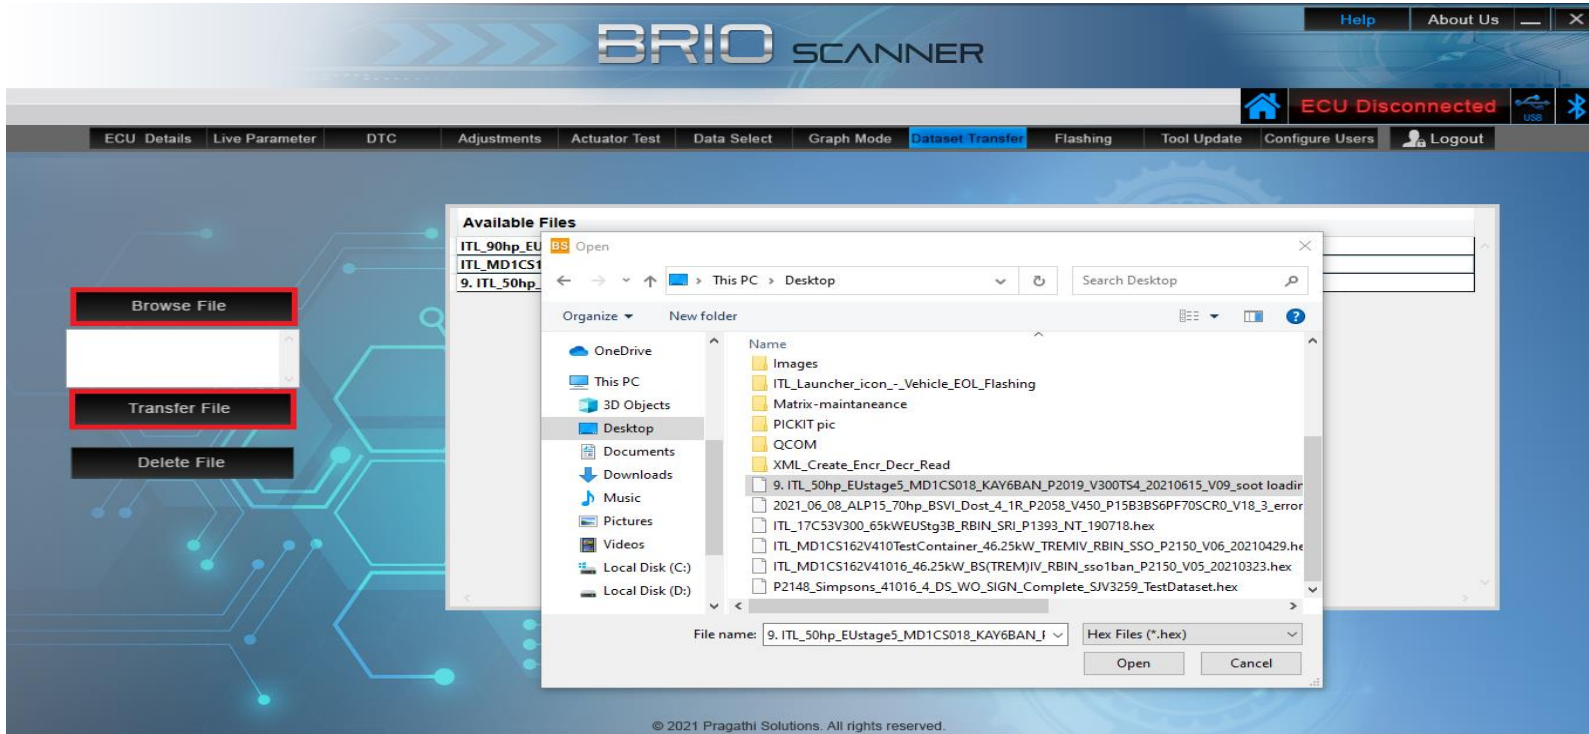 BRIO SCANNER
Help About Us
ECU Disconnected
USB
ECU Details Live Parameter DTC Adjustments Actuator Test Data Select Graph Mode Dataset Transfer Flashing Tool Update Configure Users Logout
Browse File
Transfer File
Delete File
Available Files
ITL_90hp_EU
ITL_MD1CS1
9. ITL_50hp_
BS Open
This PC > Desktop
Search Desktop
Organize New folder
OneDrive
This PC
3D Objects
Desktop
Documents
Downloads
Music
Pictures
Videos
Local Disk (C:)
Local Disk (D:)
Name
Images
ITL_Launcher_icon_-_Vehicle_EOL_Flashing
Matrix-maintaneance
PICKIT pic
QCOM
XML_Create_Encr_Decr_Read
9. ITL_50hp_EUstage5_MD1CS018_KAY6BAN_P2019_V300TS4_20210615_V09_soot loadin
2021_06_08_ALP15_70hp_BSVI_Dost_4_1R_P2058_V450_P15B3BS6PF70SCR0_V18_3_error
ITL_17C53V300_65kWEUStg3B_RBIN_SRI_P1393_NT_190718.hex
ITL_MD1CS162V410TestContainer_46.25kW_TREMIV_RBIN_SSO_P2150_V06_20210429.he
ITL_MD1CS162V41016_46.25kW_BS(TREM)IV_RBIN_sso1ban_P2150_V05_20210323.hex
P2148_Simpsons_41016_4_DS_WO_SIGN_Complete_SJV3259_TestDataset.hex
File name: 9. ITL_50hp_EUstage5_MD1CS018_KAY6BAN_F
Hex Files (*.hex)
Open Cancel
© 2021 Pragathi Solutions. All rights reserved.